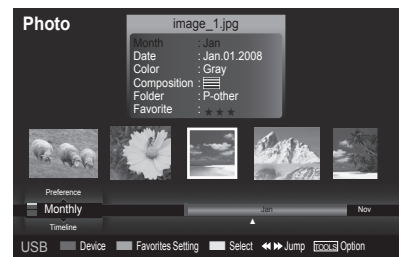 Photo
image_1.jpg
Month : Jan
Date : Jan.01.2008
Color : Gray
Composition :
Folder : P-other
Favorite : ★ ★ ★
Preference
Monthly
Timeline
Jan
Nov
USB Device Favorites Setting Select ◄◄ ►► Jump TOOLS Option